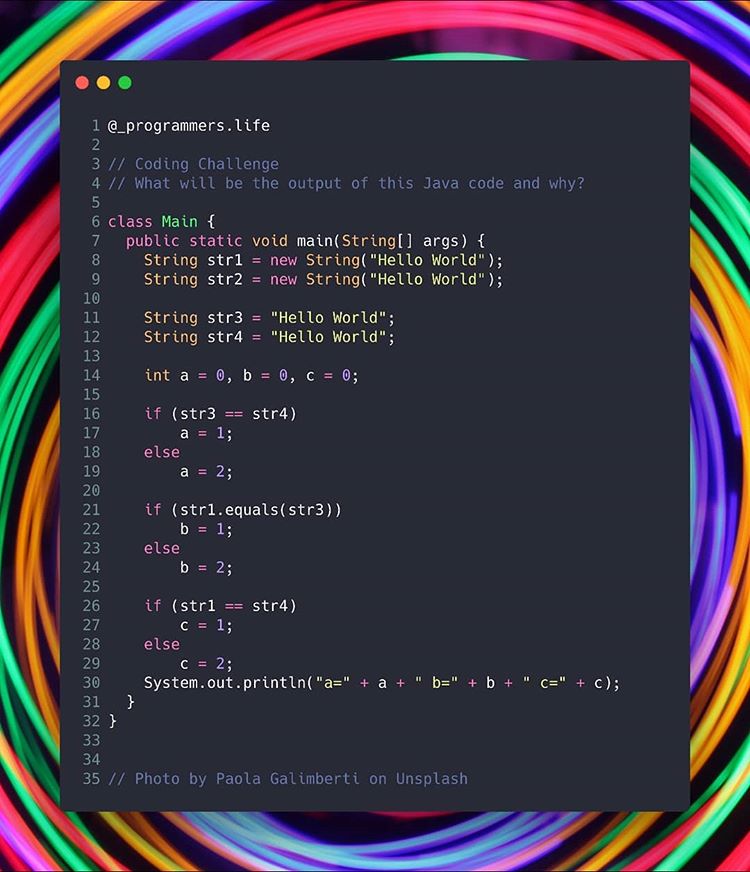 1 @_programmers.life
2
3 // Coding Challenge
4 // What will be the output of this Java code and why?
5
6 class Main {
7   public static void main(String[] args) {
8     String str1 = new String("Hello World");
9     String str2 = new String("Hello World");
10
11     String str3 = "Hello World";
12     String str4 = "Hello World";
13
14     int a = 0, b = 0, c = 0;
15
16     if (str3 == str4)
17         a = 1;
18     else
19         a = 2;
20
21     if (str1.equals(str3))
22         b = 1;
23     else
24         b = 2;
25
26     if (str1 == str4)
27         c = 1;
28     else
29         c = 2;
30     System.out.println("a=" + a + " b=" + b + " c=" + c);
31   }
32 }
33
34
35 // Photo by Paola Galimberti on Unsplash